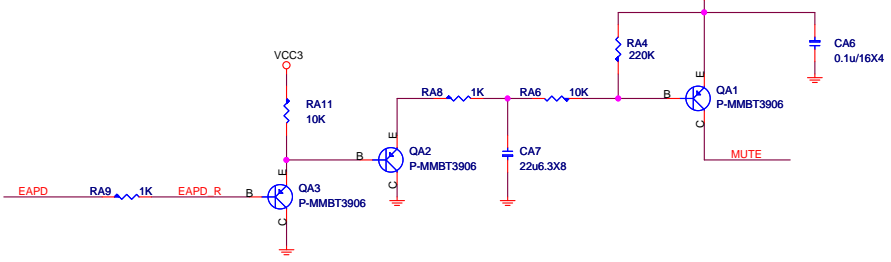 VCC3
RA4
220K
CA6
0.1u/16X4
E
RA8 1K RA6 10K
B
QA1
P-MMBT3906
C
RA11
10K
E
QA2
P-MMBT3906
B
C
CA7
22u6.3X8
MUTE
E
QA3
P-MMBT3906
EAPD RA9 1K EAPD_R B
C